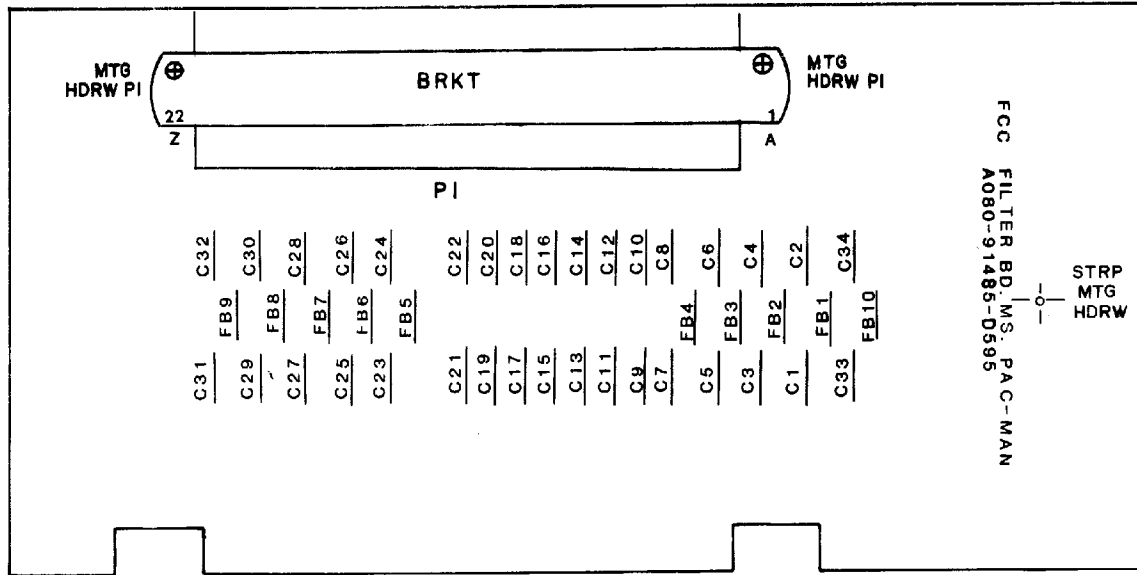 MTG
HDRW P1
BRKT
MTG
HDRW P1
22
1
Z
A
P1
C32 C30 C28 C26 C24 C22 C20 C18 C16 C14 C12 C10 C8 C6 C4 C2 C34
FB9 FB8 FB7 FB6 FB5 FB4 FB3 FB2 FB1 FB10
C31 C29 C27 C25 C23 C21 C19 C17 C15 C13 C11 C9 C7 C5 C3 C1 C33
FCC FILTER BD. MS. PAC-MAN
A080-91485-D595
STRP
MTG
HDRW